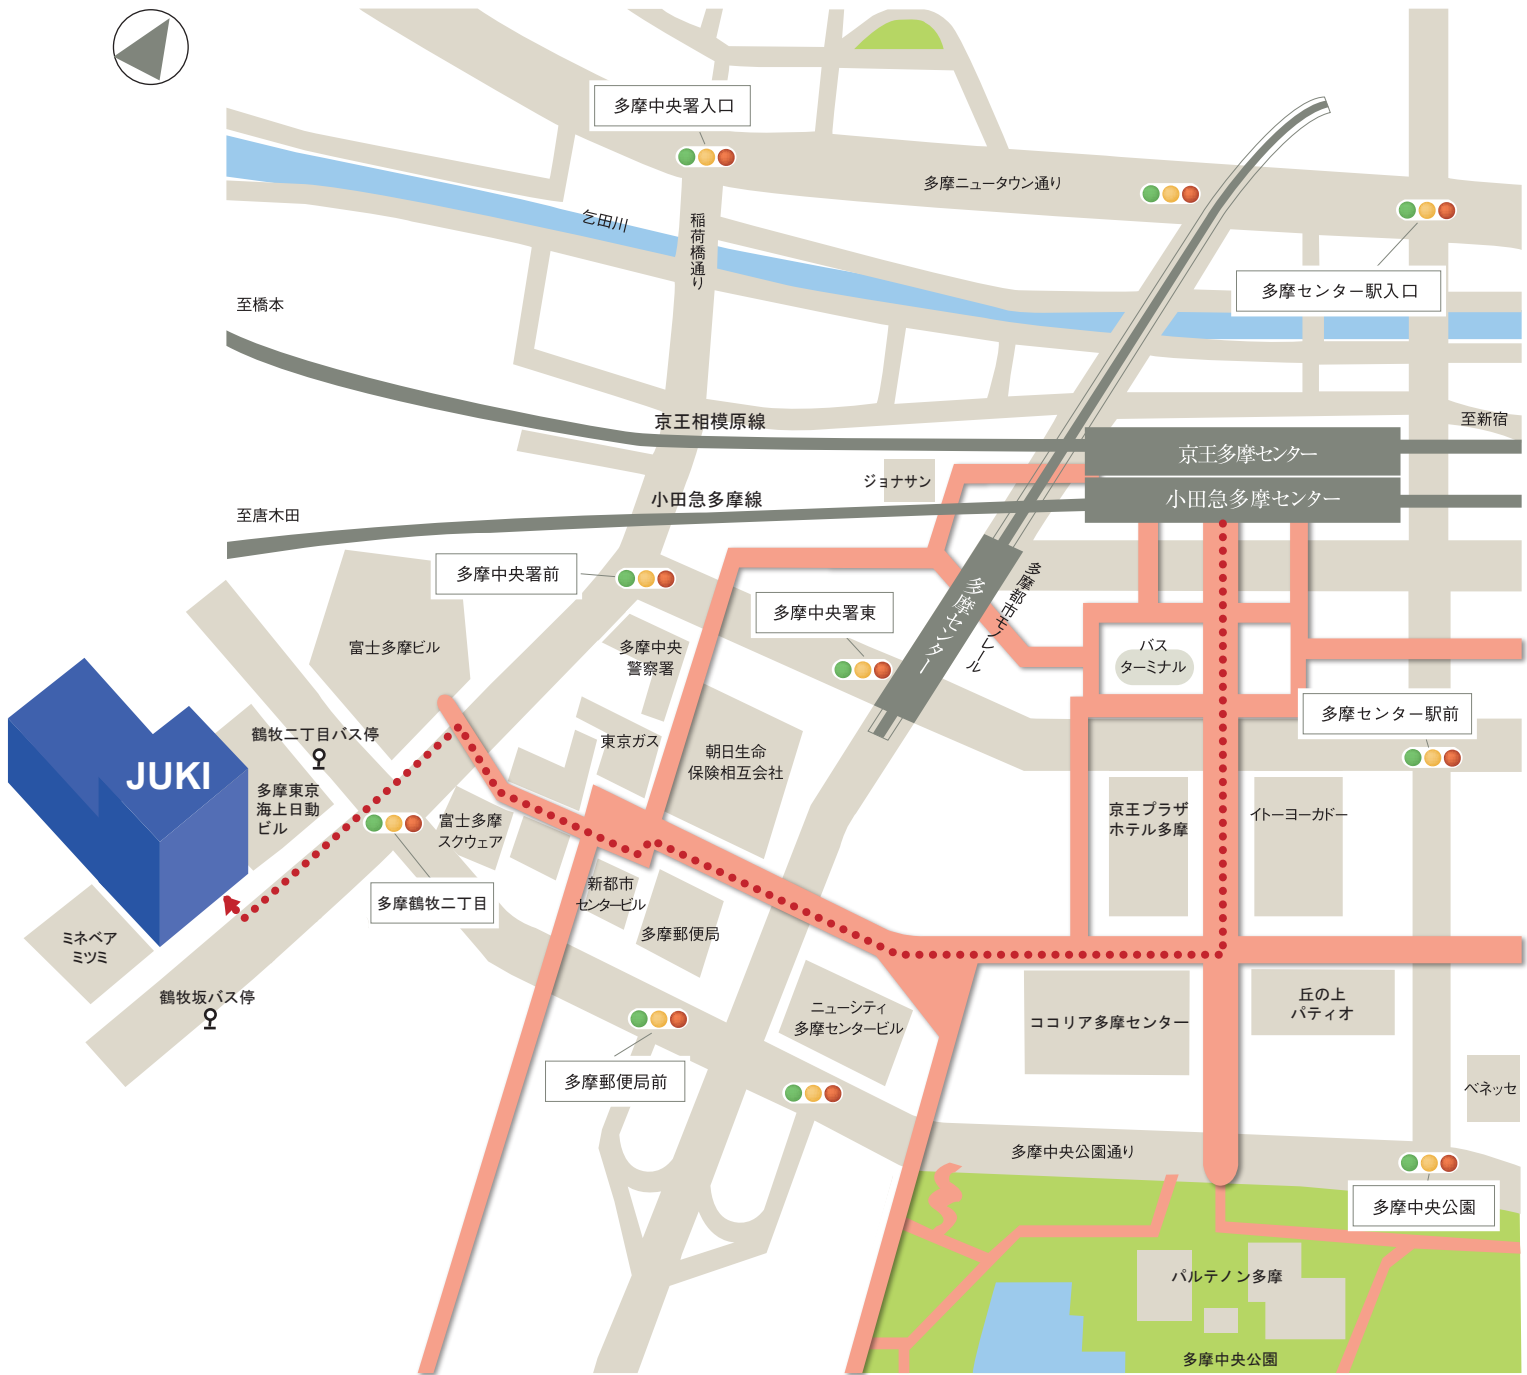 多摩中央署入口
多摩ニュータウン通り
乞田川
稲荷橋通り
多摩センター駅入口
至橋本
京王相模原線
至新宿
京王多摩センター
ジョナサン
小田急多摩線
小田急多摩センター
至唐木田
多摩中央署前
多摩センター
多摩都市モノレール
多摩中央署東
富士多摩ビル
多摩中央
警察署
バス
ターミナル
多摩センター駅前
鶴牧二丁目バス停
東京ガス
朝日生命
保険相互会社
JUKI
多摩東京
海上日動
ビル
富士多摩
スクウェア
京王プラザ
ホテル多摩
イトーヨーカドー
多摩鶴牧二丁目
新都市
センタービル
多摩郵便局
ミネベア
ミツミ
鶴牧坂バス停
ニューシティ
多摩センタービル
ココリア多摩センター
丘の上
パティオ
多摩郵便局前
ベネッセ
多摩中央公園通り
多摩中央公園
パルテノン多摩
多摩中央公園